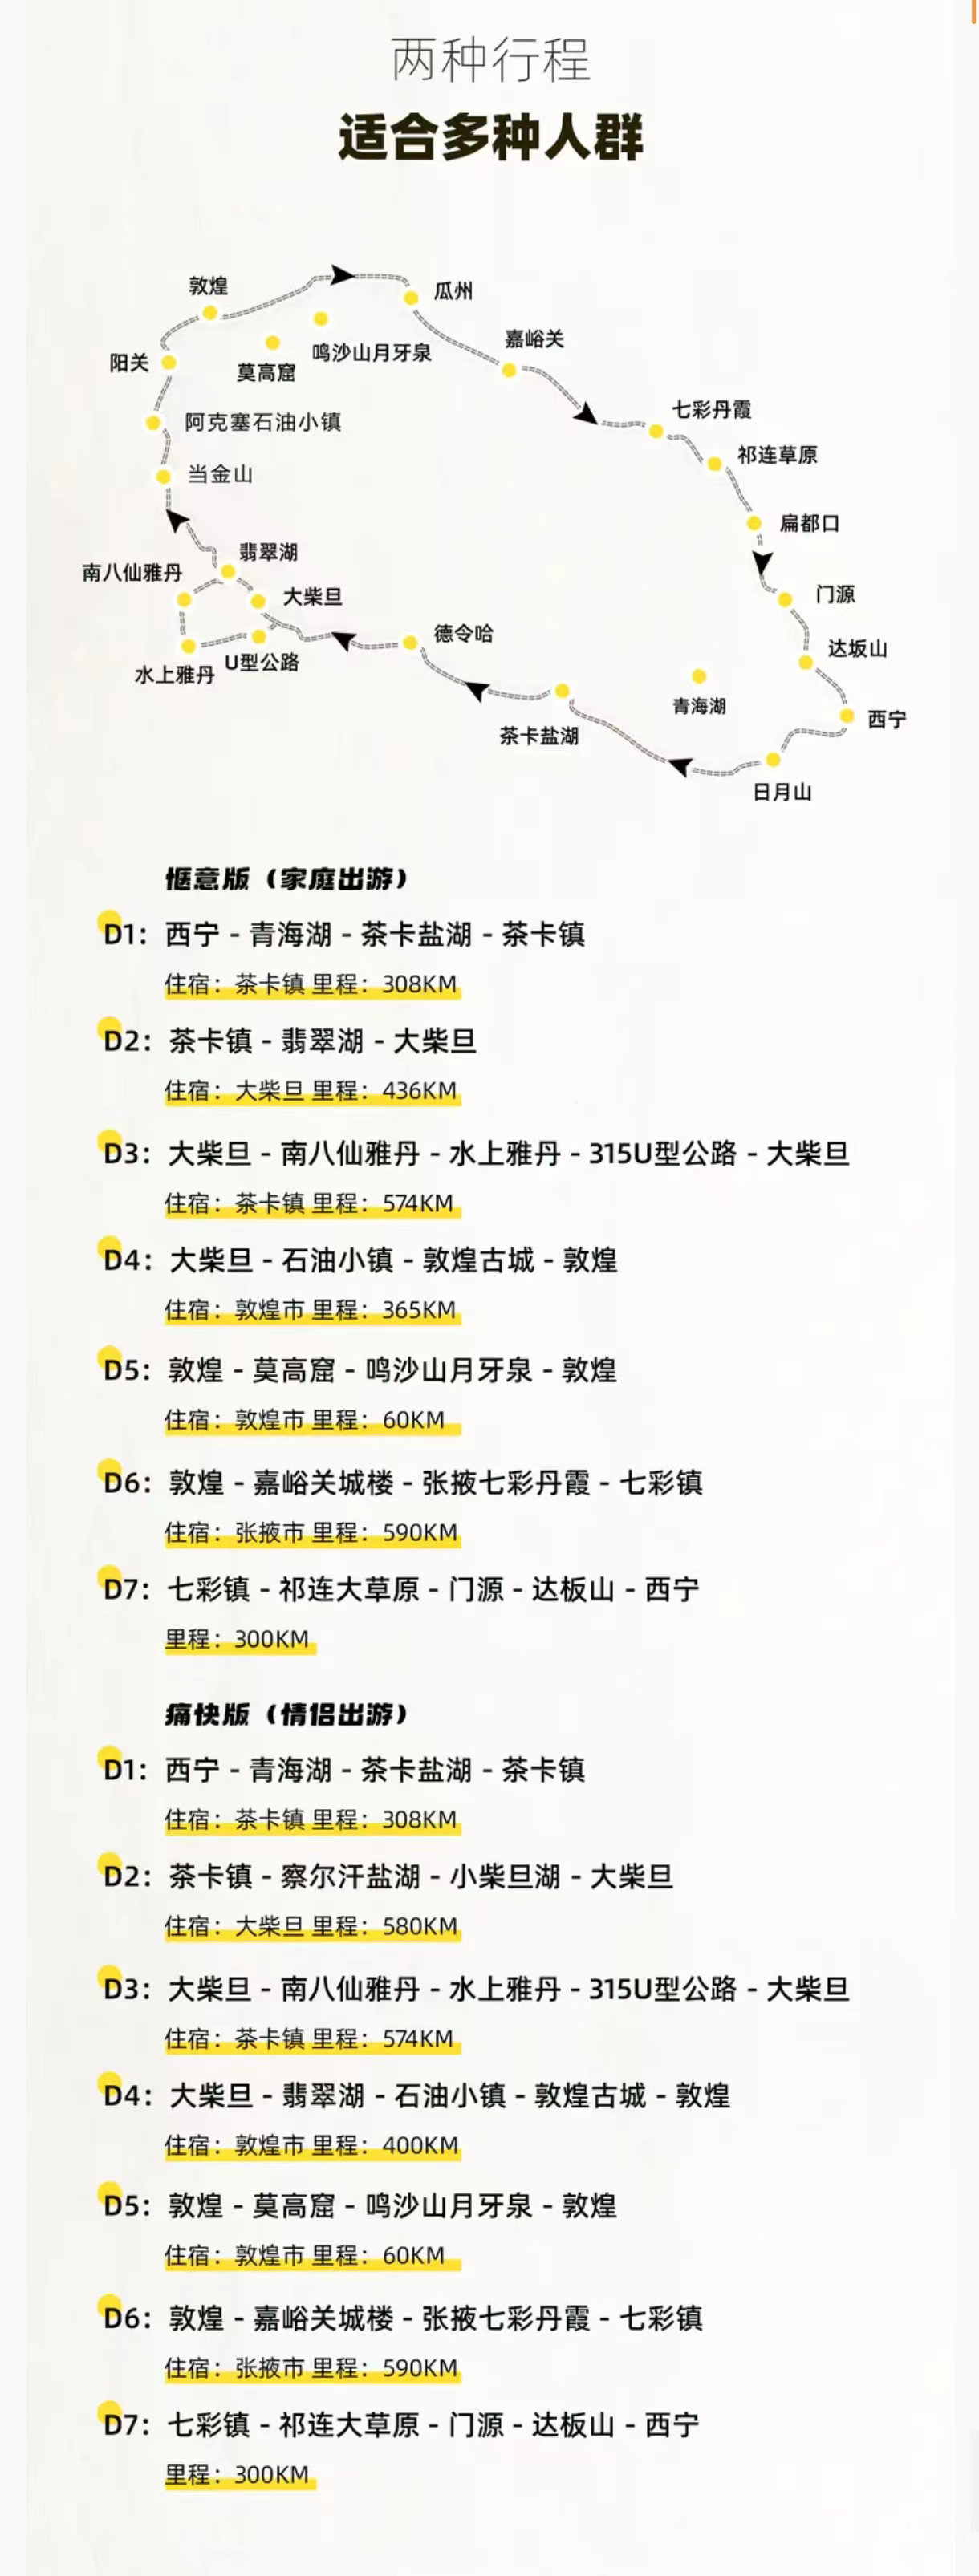 两种行程
适合多种人群
敦煌
瓜州
鸣沙山月牙泉
莫高窟
嘉峪关
阳关
七彩丹霞
阿克塞石油小镇
祁连草原
当金山
扁都口
翡翠湖
南八仙雅丹
大柴旦
门源
德令哈
达坂山
U型公路
水上雅丹
青海湖
西宁
茶卡盐湖
日月山
惬意版（家庭出游）
D1：西宁 - 青海湖 - 茶卡盐湖 - 茶卡镇
住宿：茶卡镇 里程：308KM
D2：茶卡镇 - 翡翠湖 - 大柴旦
住宿：大柴旦 里程：436KM
D3：大柴旦 - 南八仙雅丹 - 水上雅丹 - 315U型公路 - 大柴旦
住宿：茶卡镇 里程：574KM
D4：大柴旦 - 石油小镇 - 敦煌古城 - 敦煌
住宿：敦煌市 里程：365KM
D5：敦煌 - 莫高窟 - 鸣沙山月牙泉 - 敦煌
住宿：敦煌市 里程：60KM
D6：敦煌 - 嘉峪关城楼 - 张掖七彩丹霞 - 七彩镇
住宿：张掖市 里程：590KM
D7：七彩镇 - 祁连大草原 - 门源 - 达板山 - 西宁
里程：300KM
痛快版（情侣出游）
D1：西宁 - 青海湖 - 茶卡盐湖 - 茶卡镇
住宿：茶卡镇 里程：308KM
D2：茶卡镇 - 察尔汗盐湖 - 小柴旦湖 - 大柴旦
住宿：大柴旦 里程：580KM
D3：大柴旦 - 南八仙雅丹 - 水上雅丹 - 315U型公路 - 大柴旦
住宿：茶卡镇 里程：574KM
D4：大柴旦 - 翡翠湖 - 石油小镇 - 敦煌古城 - 敦煌
住宿：敦煌市 里程：400KM
D5：敦煌 - 莫高窟 - 鸣沙山月牙泉 - 敦煌
住宿：敦煌市 里程：60KM
D6：敦煌 - 嘉峪关城楼 - 张掖七彩丹霞 - 七彩镇
住宿：张掖市 里程：590KM
D7：七彩镇 - 祁连大草原 - 门源 - 达板山 - 西宁
里程：300KM